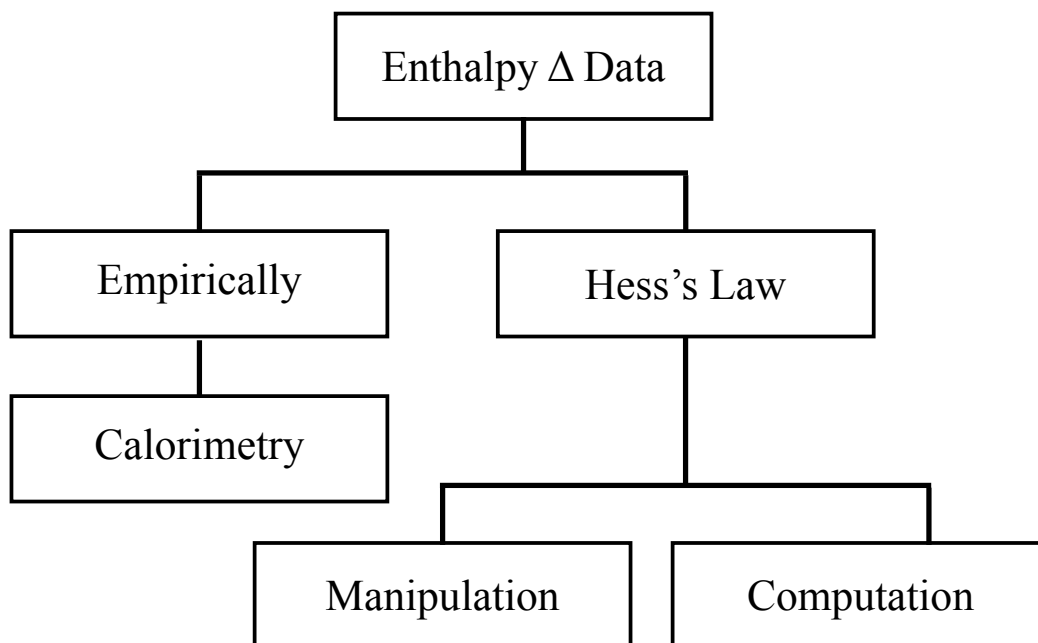 Enthalpy Δ Data
Empirically
Hess’s Law
Calorimetry
Manipulation
Computation